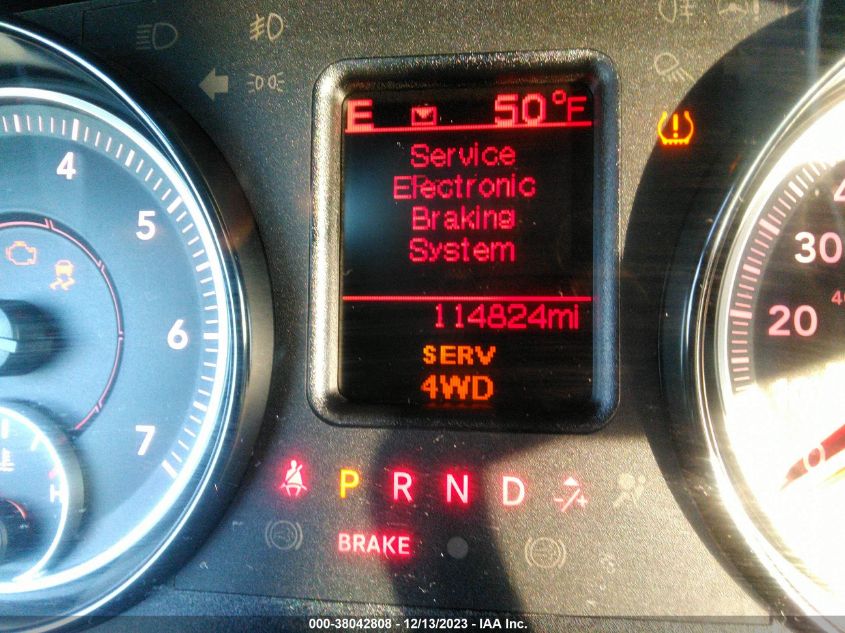 E 50°F
Service
Electronic
Braking
System
114824mi
SERV
4WD
4
5
6
7
H
30
20
0
P R N D
BRAKE
000-38042808 - 12/13/2023 - IAA Inc.